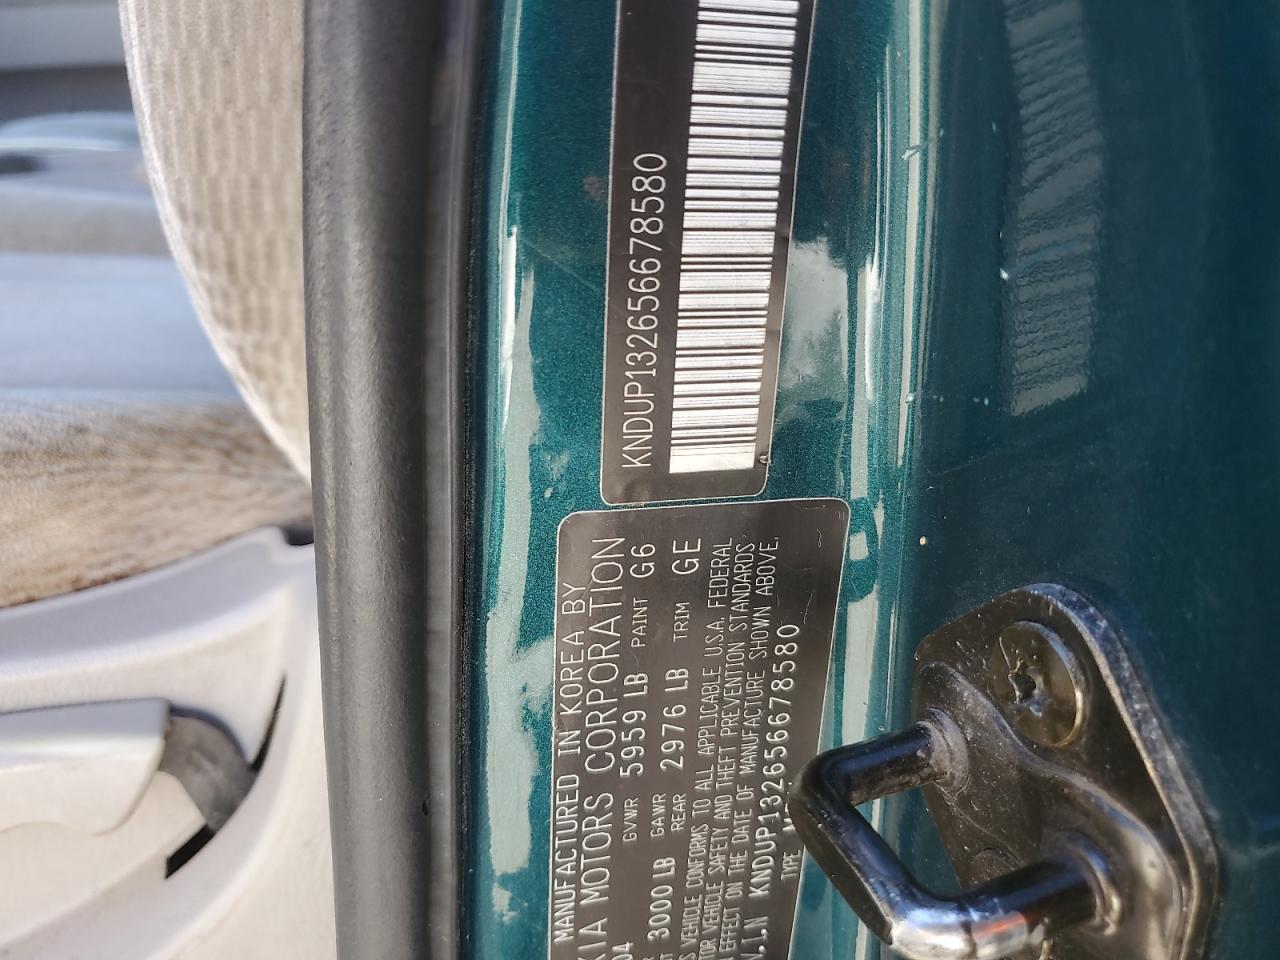 KNDUP132656678580
MANUFACTURED IN KOREA BY
KIA MOTORS CORPORATION
04 GVWR 5959 LB PAINT G6
3000 LB GAWR REAR 2976 LB TRIM GE
VEHICLE CONFORMS TO ALL APPLICABLE U.S.A. FEDERAL
VEHICLE SAFETY AND THEFT PREVENTION STANDARDS
EFFECT ON THE DATE OF MANUFACTURE SHOWN ABOVE.
V.I.N KNDUP132656678580
TYPE